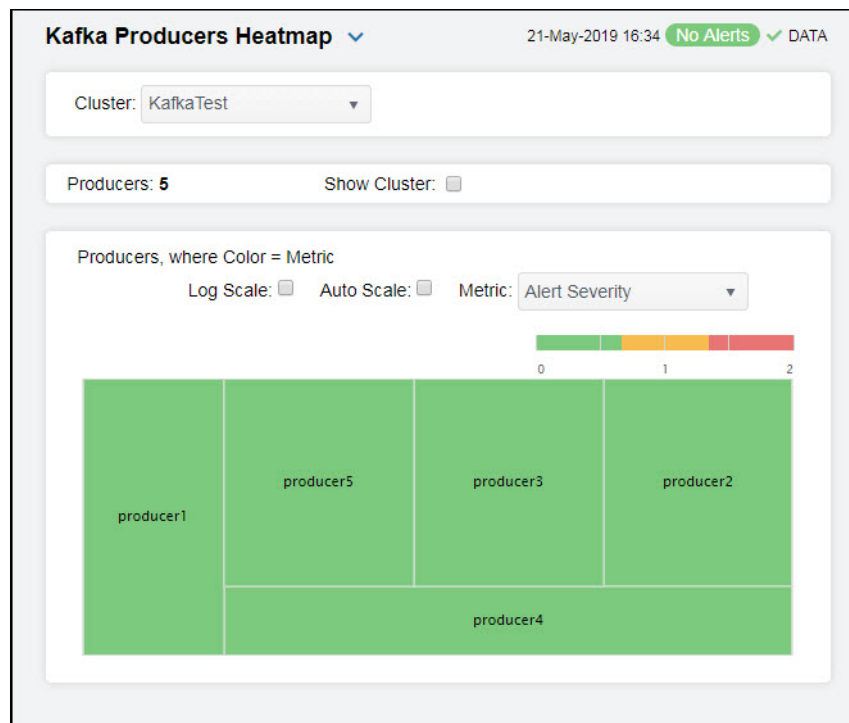 Kafka Producers Heatmap 21-May-2019 16:34 No Alerts DATA
Cluster: KafkaTest
Producers: 5 Show Cluster:
Producers, where Color = Metric
Log Scale: Auto Scale: Metric: Alert Severity
0 1 2
producer5 producer3 producer2
producer1
producer4